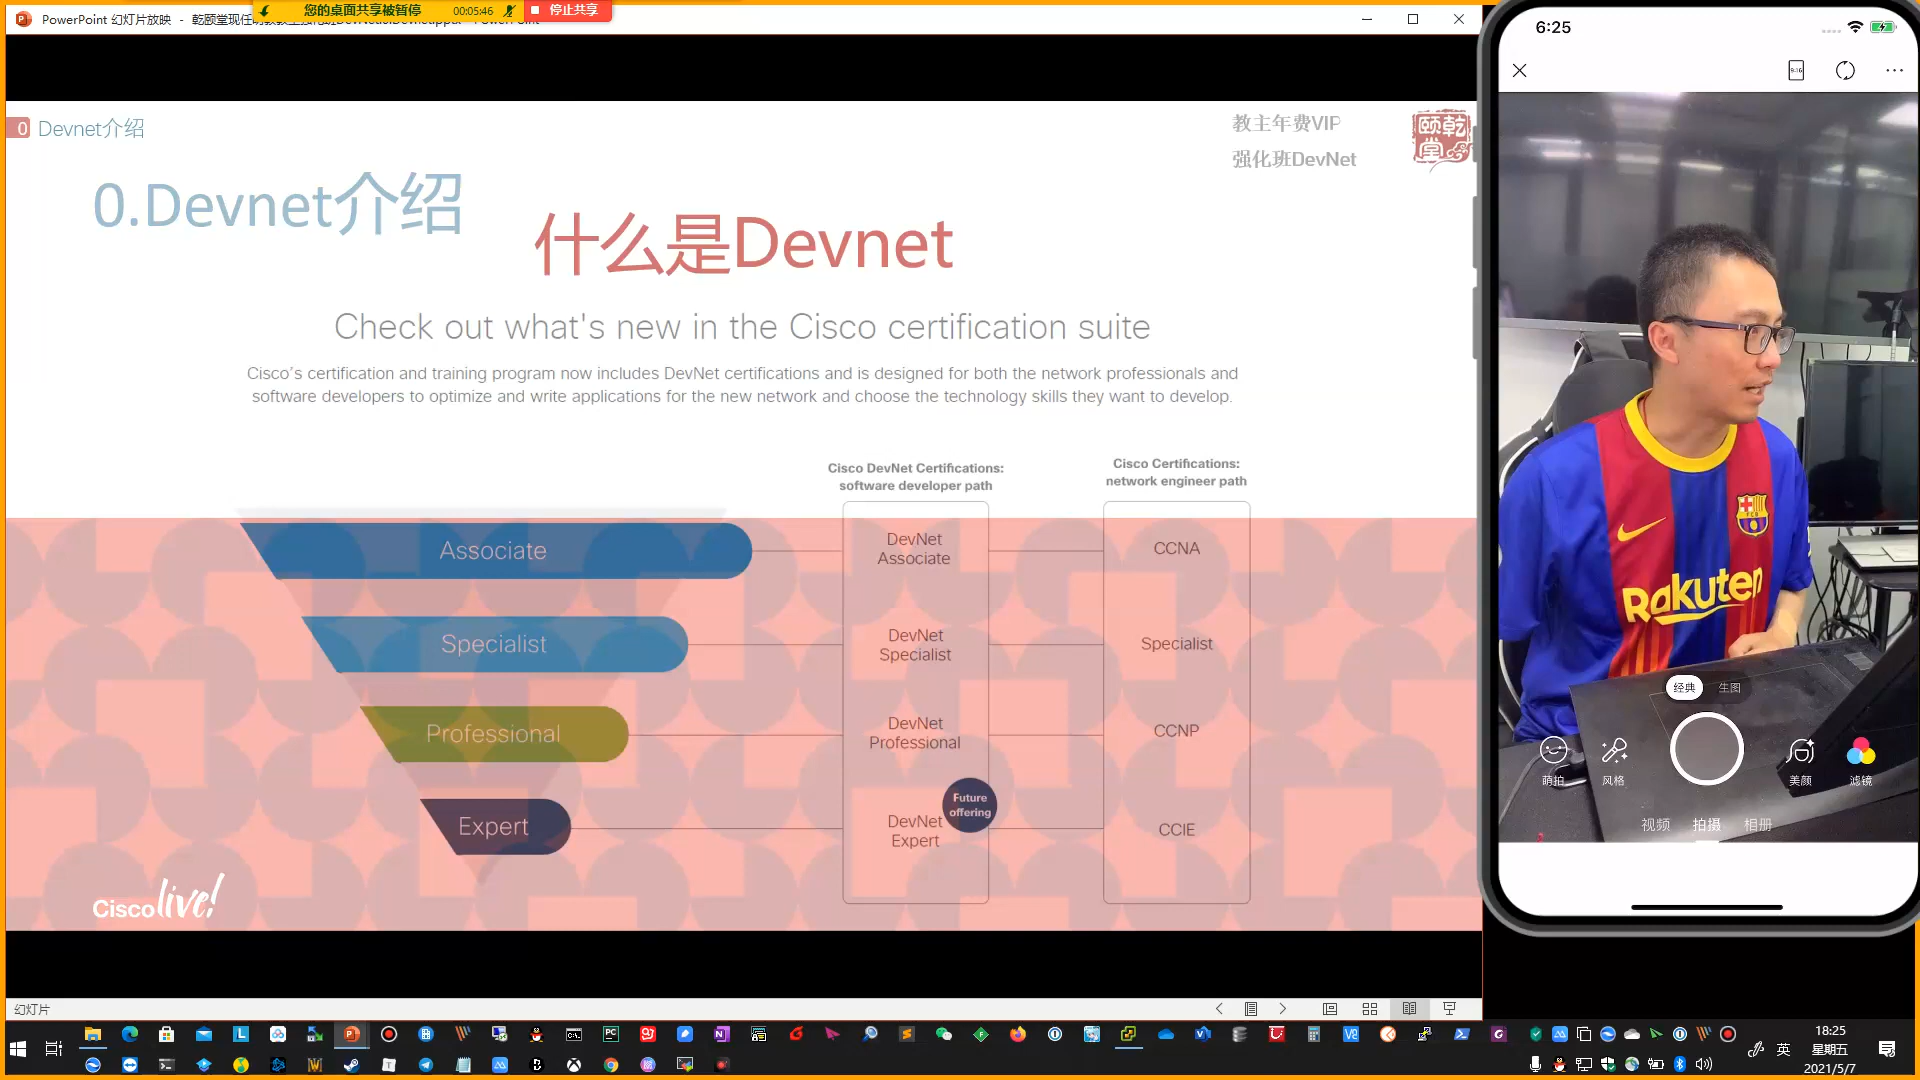 PowerPoint 幻灯片放映 -
您的桌面共享被暂停
00:05:46
停止共享
0 Devnet介绍
教主年费VIP
强化班DevNet
乾颐堂
0.Devnet介绍
什么是Devnet
Check out what's new in the Cisco certification suite
Cisco's certification and training program now includes DevNet certifications and is designed for both the network professionals and
software developers to optimize and write applications for the new network and choose the technology skills they want to develop.
Cisco DevNet Certifications:
software developer path
Cisco Certifications:
network engineer path
Associate
DevNet
Associate
CCNA
Specialist
DevNet
Specialist
Specialist
Professional
DevNet
Professional
CCNP
Future
offering
Expert
DevNet
Expert
CCIE
Cisco live!
幻灯片
6:25
9:16
Rakuten
经典
生图
萌拍
风格
美颜
滤镜
视频
拍摄
相册
英
18:25
星期五
2021/5/7